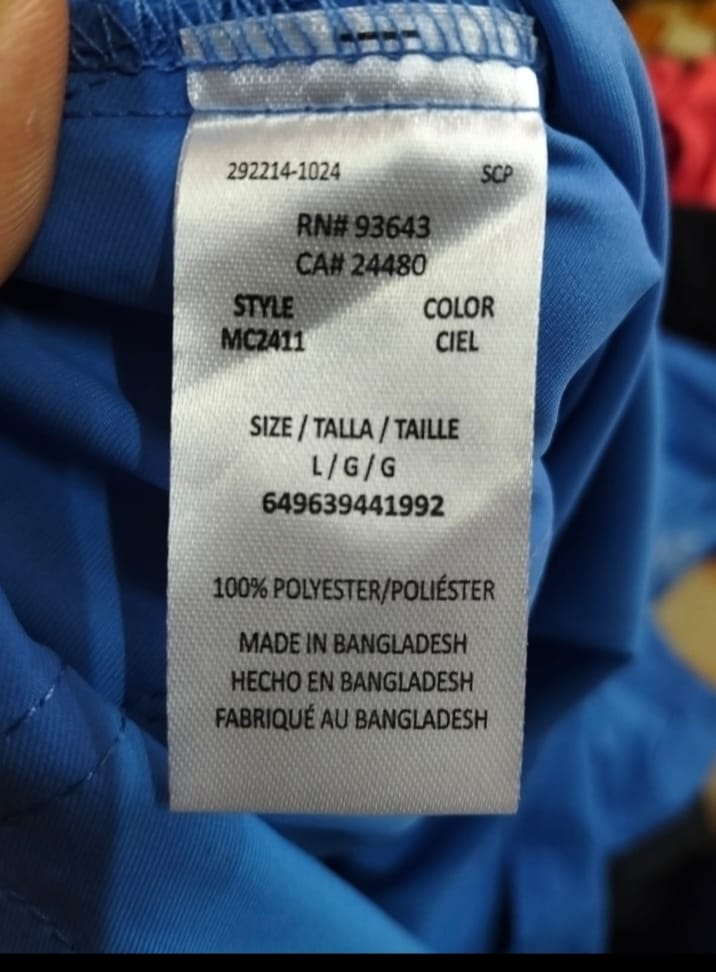 292214-1024 SCP
RN# 93643
CA# 24480
STYLE COLOR
MC2411 CIEL
SIZE / TALLA / TAILLE
L / G / G
649639441992
100% POLYESTER/POLIÉSTER
MADE IN BANGLADESH
HECHO EN BANGLADESH
FABRIQUÉ AU BANGLADESH